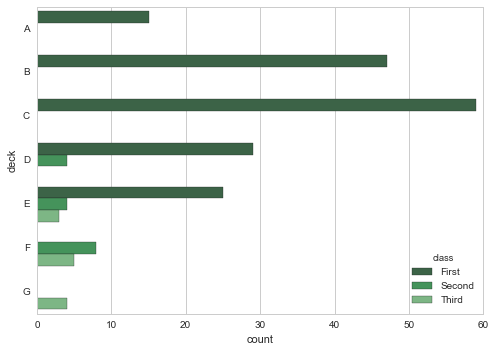 A
B
C
D
E
F
G
deck
0 10 20 30 40 50 60
count
class
First
Second
Third